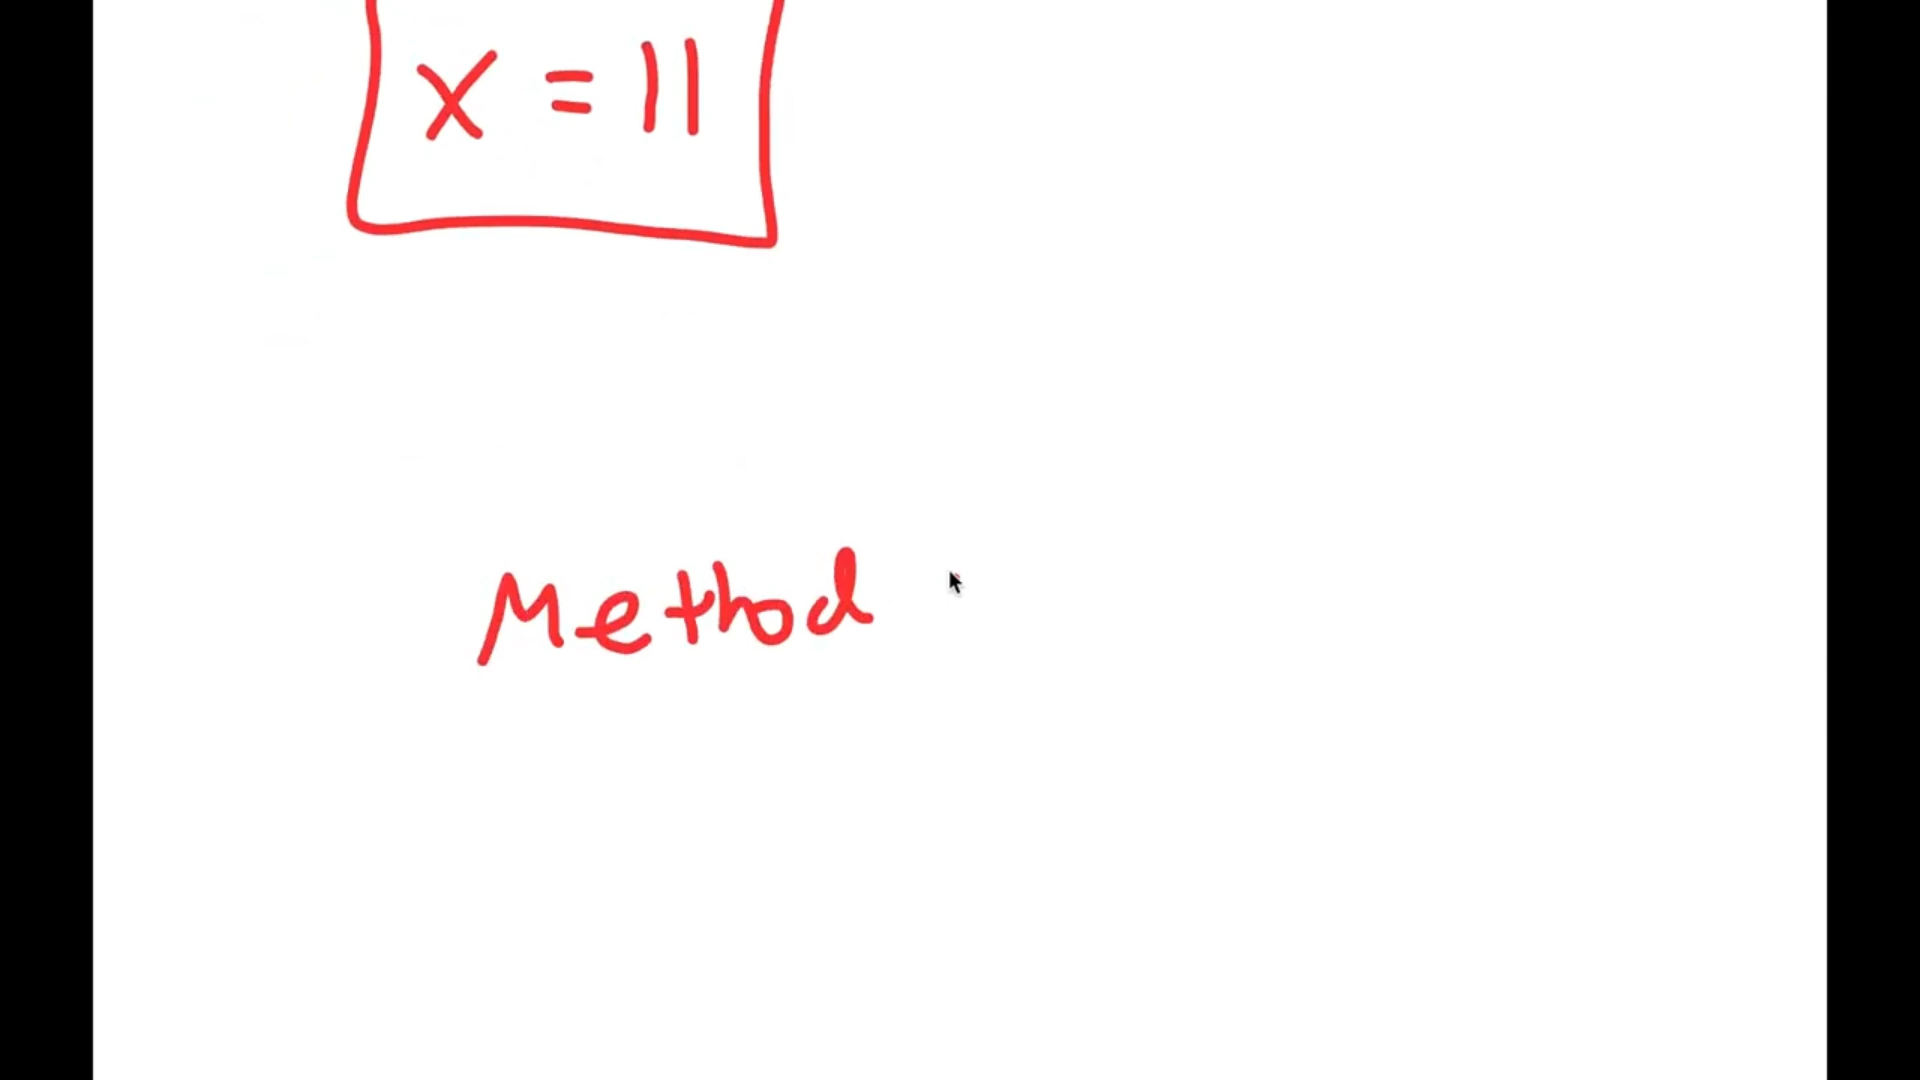 x = 11
Method